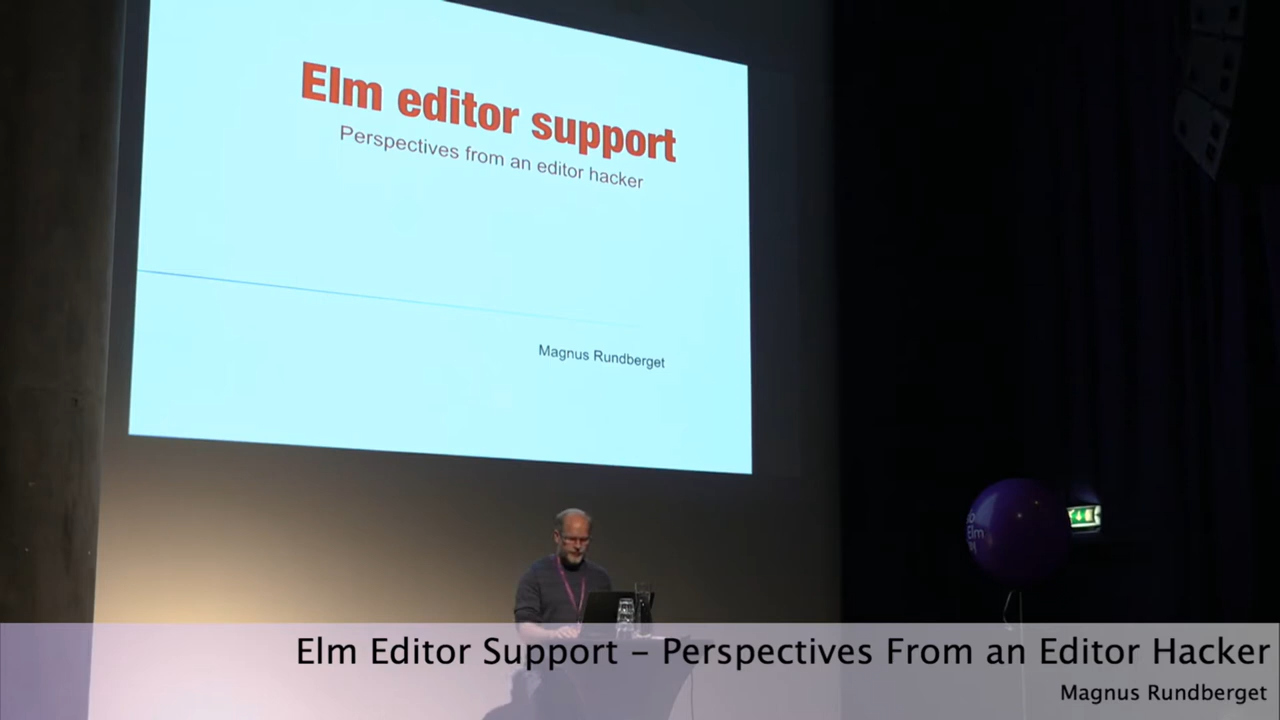 Elm editor support
Perspectives from an editor hacker
Magnus Rundberget
Elm
Elm Editor Support - Perspectives From an Editor Hacker
Magnus Rundberget